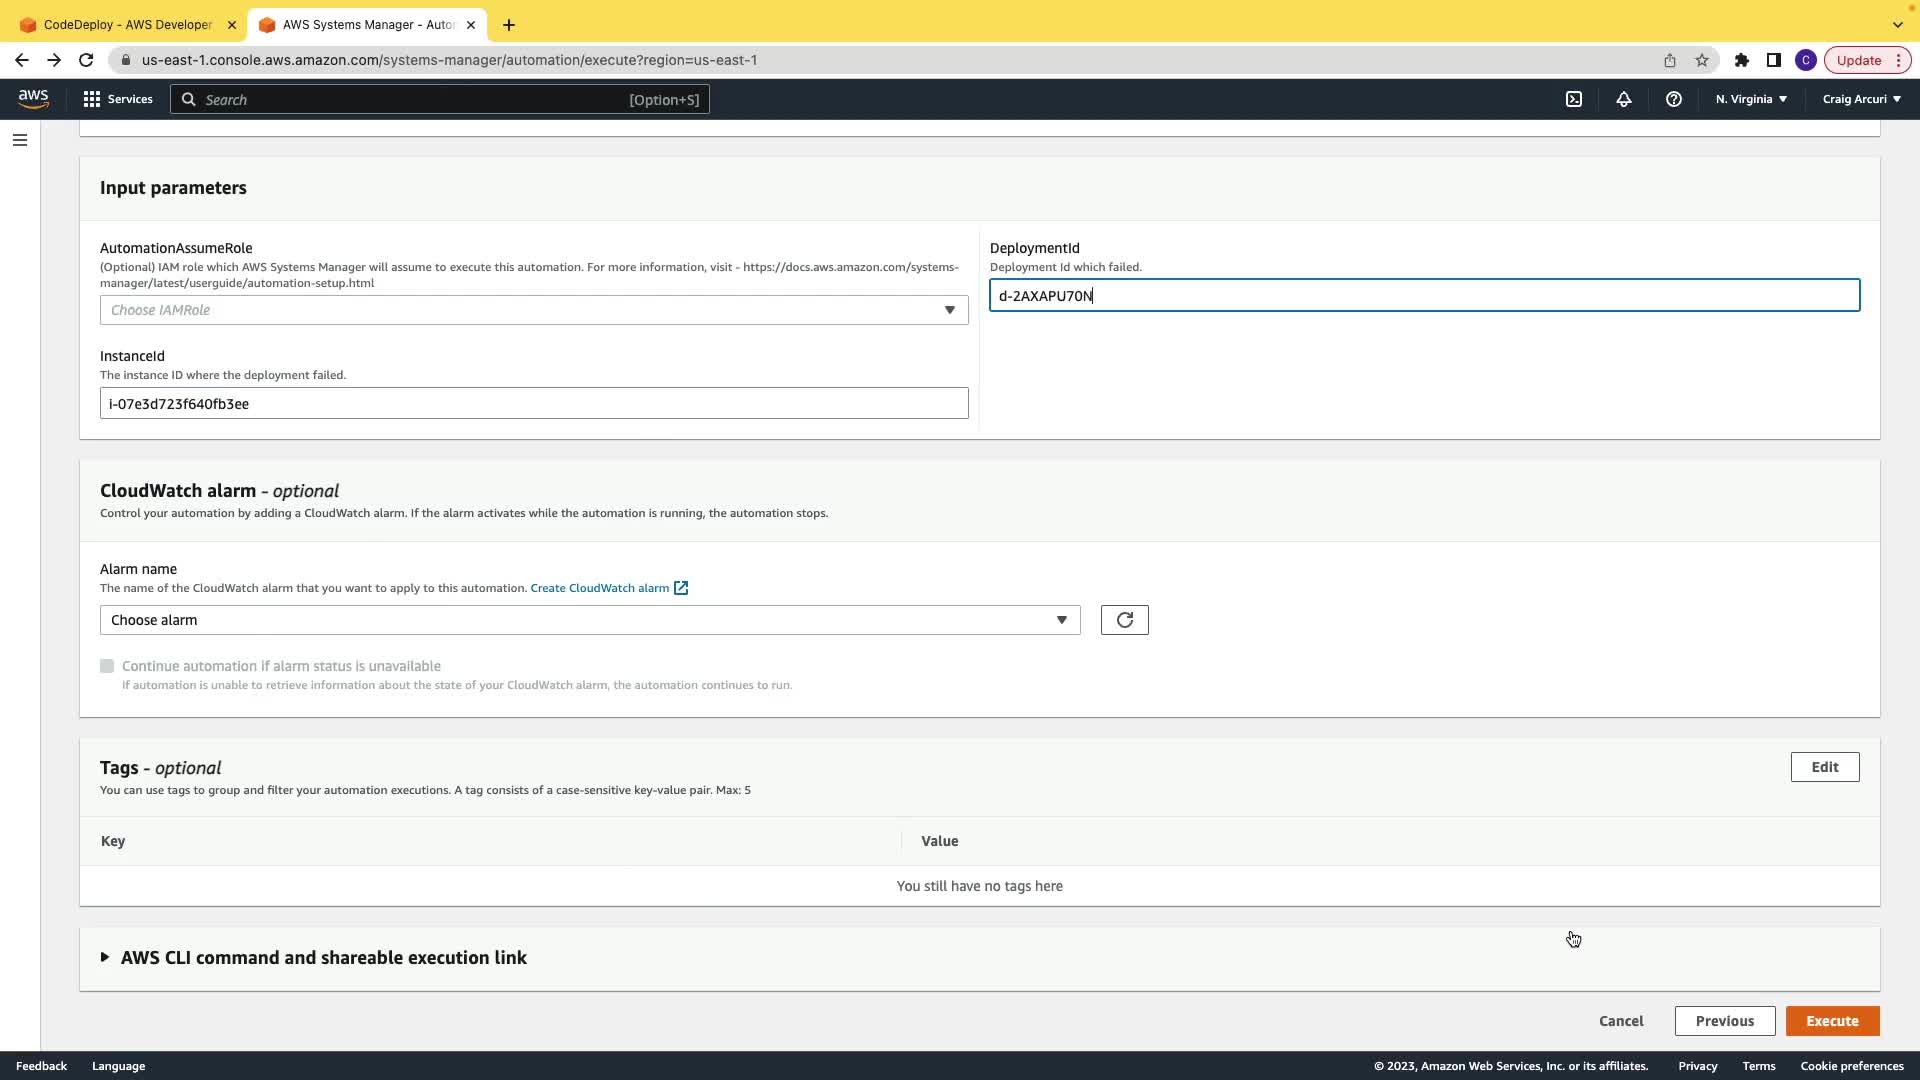 CodeDeploy - AWS Developer
AWS Systems Manager - Auto
us-east-1.console.aws.amazon.com/systems-manager/automation/execute?region=us-east-1
C
Update
aws
Services
Search
[Option+S]
N. Virginia
Craig Arcuri
Input parameters
AutomationAssumeRole
(Optional) IAM role which AWS Systems Manager will assume to execute this automation. For more information, visit - https://docs.aws.amazon.com/systems-
manager/latest/userguide/automation-setup.html
Choose IAMRole
DeploymentId
Deployment Id which failed.
d-2AXAPU70N
InstanceId
The instance ID where the deployment failed.
i-07e3d723f640fb3ee
CloudWatch alarm - optional
Control your automation by adding a CloudWatch alarm. If the alarm activates while the automation is running, the automation stops.
Alarm name
The name of the CloudWatch alarm that you want to apply to this automation. Create CloudWatch alarm
Choose alarm
Continue automation if alarm status is unavailable
If automation is unable to retrieve information about the state of your CloudWatch alarm, the automation continues to run.
Tags - optional
Edit
You can use tags to group and filter your automation executions. A tag consists of a case-sensitive key-value pair. Max: 5
Key
Value
You still have no tags here
AWS CLI command and shareable execution link
Cancel
Previous
Execute
Feedback
Language
© 2023, Amazon Web Services, Inc. or its affiliates.
Privacy
Terms
Cookie preferences